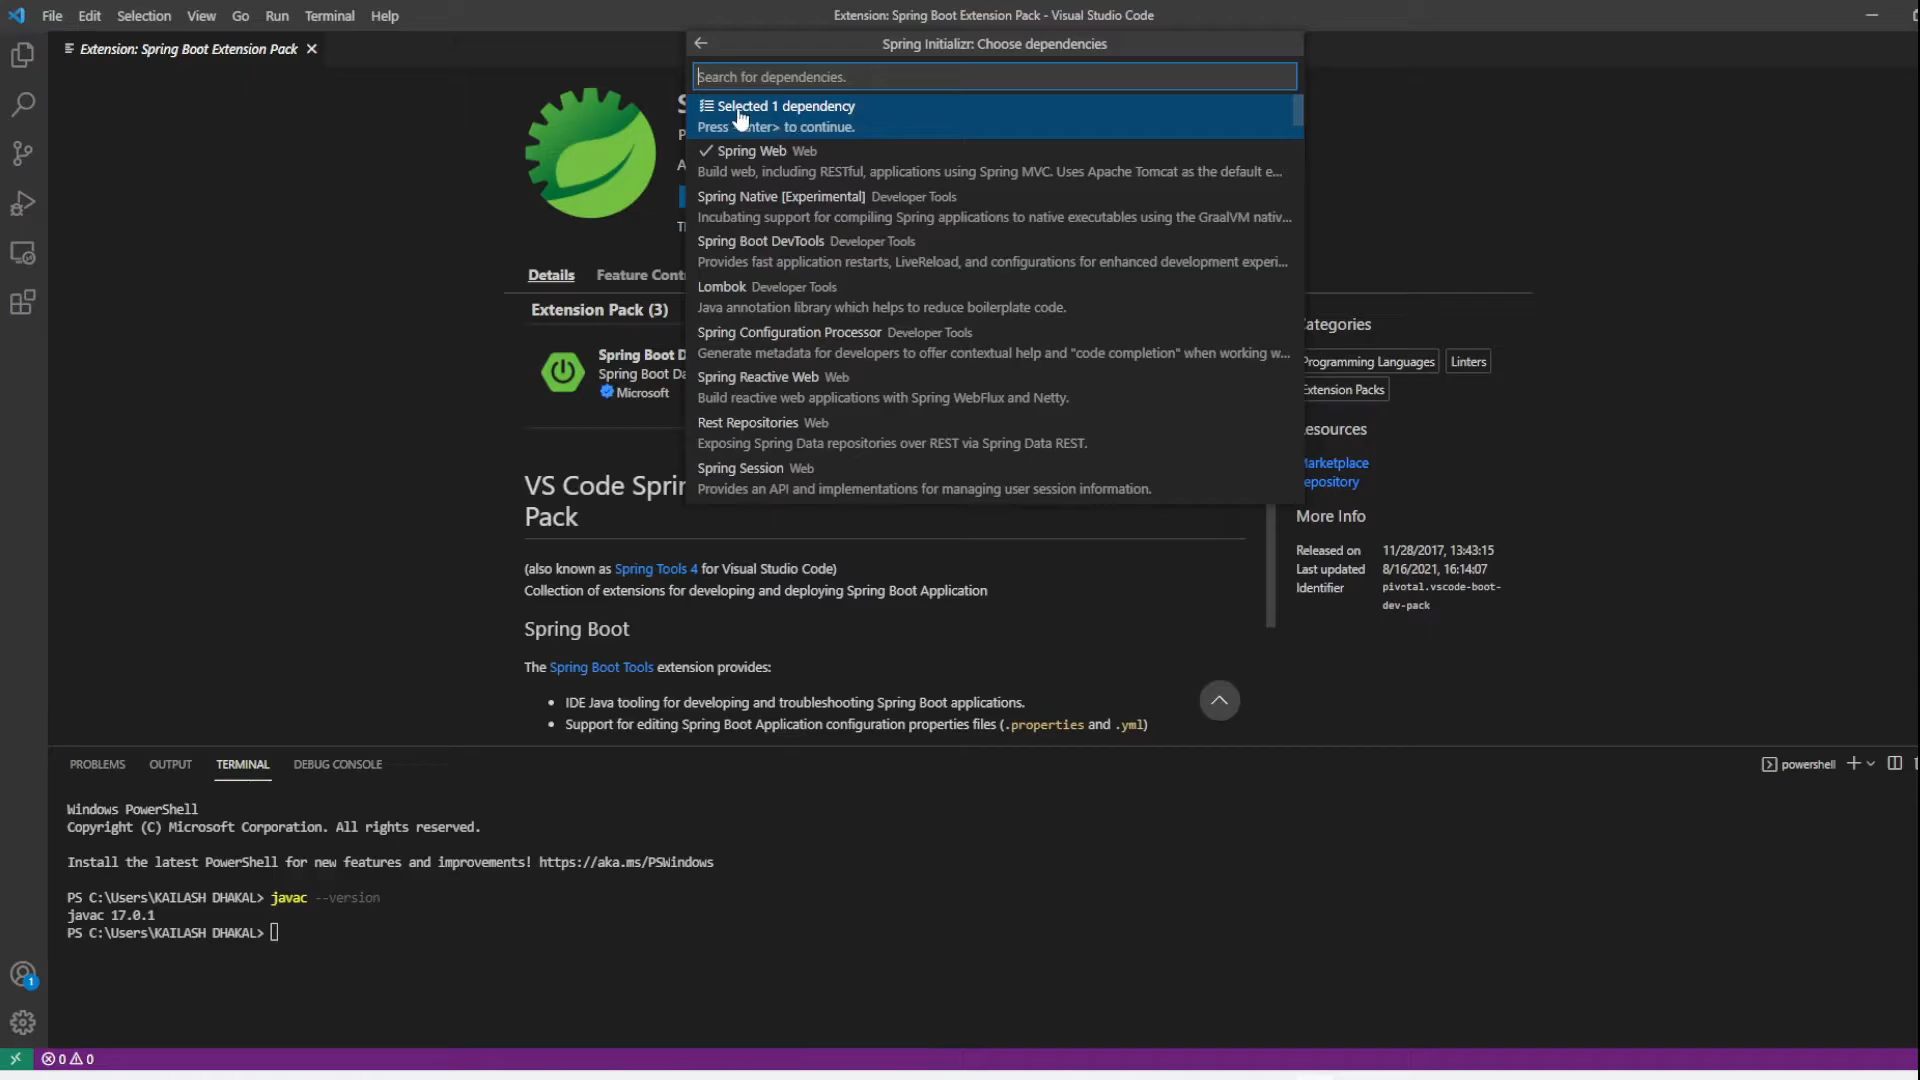 File Edit Selection View Go Run Terminal Help
Extension: Spring Boot Extension Pack - Visual Studio Code
Extension: Spring Boot Extension Pack
Spring Initializr: Choose dependencies
Search for dependencies.
Selected 1 dependency
Press <Enter> to continue.
Spring Web Web
Build web, including RESTful, applications using Spring MVC. Uses Apache Tomcat as the default e...
Spring Native [Experimental] Developer Tools
Incubating support for compiling Spring applications to native executables using the GraalVM nativ...
Spring Boot DevTools Developer Tools
Provides fast application restarts, LiveReload, and configurations for enhanced development experi...
Lombok Developer Tools
Java annotation library which helps to reduce boilerplate code.
Spring Configuration Processor Developer Tools
Generate metadata for developers to offer contextual help and "code completion" when working w...
Spring Reactive Web Web
Build reactive web applications with Spring WebFlux and Netty.
Rest Repositories Web
Exposing Spring Data repositories over REST via Spring Data REST.
Spring Session Web
Provides an API and implementations for managing user session information.
Details Feature Cont
Extension Pack (3)
Spring Boot D
Spring Boot Da
Microsoft
VS Code Sprin
Pack
(also known as Spring Tools 4 for Visual Studio Code)
Collection of extensions for developing and deploying Spring Boot Application
Spring Boot
The Spring Boot Tools extension provides:
• IDE Java tooling for developing and troubleshooting Spring Boot applications.
• Support for editing Spring Boot Application configuration properties files (.properties and .yml)
ategories
Programming Languages Linters
Extension Packs
esources
arketplace
epository
More Info
Released on 11/28/2017, 13:43:15
Last updated 8/16/2021, 16:14:07
Identifier pivotal.vscode-boot-
dev-pack
PROBLEMS OUTPUT TERMINAL DEBUG CONSOLE
powershell
Windows PowerShell
Copyright (C) Microsoft Corporation. All rights reserved.
Install the latest PowerShell for new features and improvements! https://aka.ms/PSWindows
PS C:\Users\KAILASH DHAKAL> javac --version
javac 17.0.1
PS C:\Users\KAILASH DHAKAL>
1
0 0